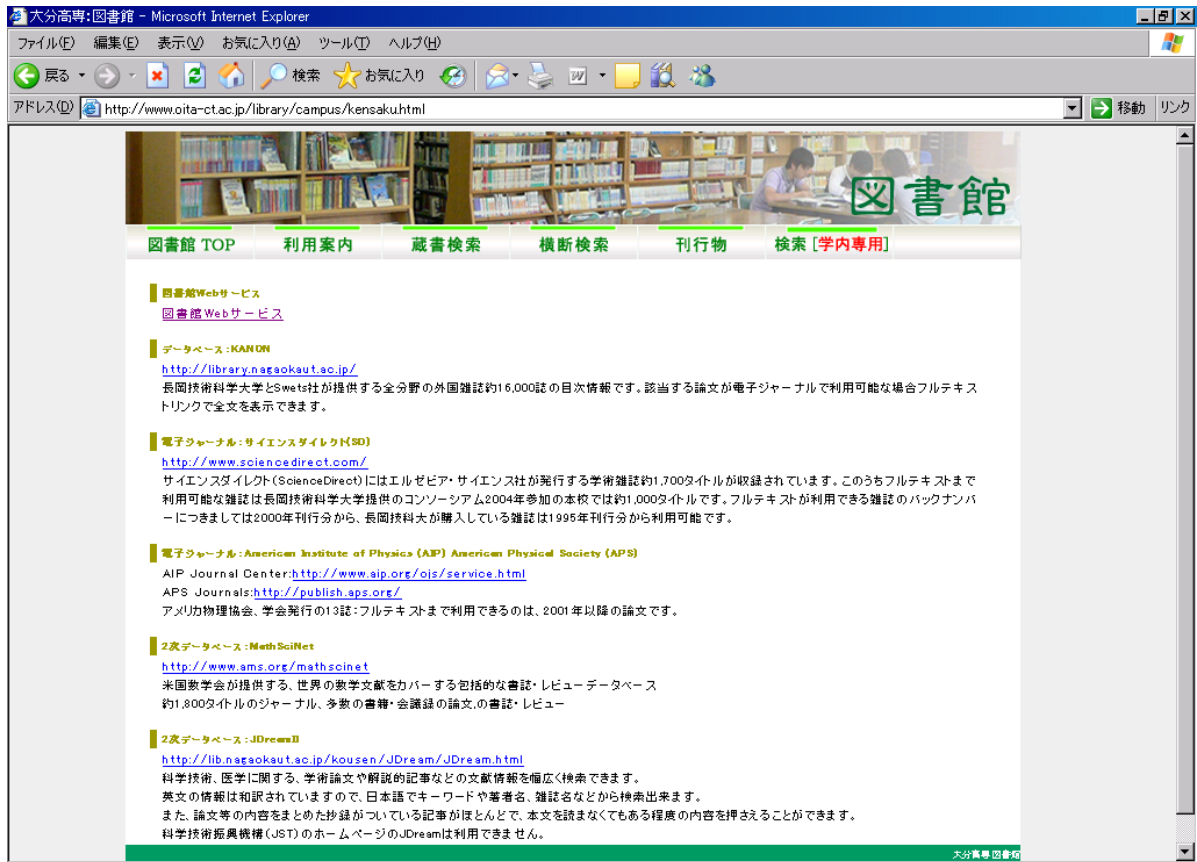 大分高専:図書館 - Microsoft Internet Explorer
ファイル(F) 編集(E) 表示(V) お気に入り(A) ツール(T) ヘルプ(H)
戻る 検索 お気に入り
アドレス(D) http://www.oita-ct.ac.jp/library/campus/kensaku.html 移動 リンク
図書館
図書館 TOP 利用案内 蔵書検索 横断検索 刊行物 検索 [学内専用]
図書館Webサービス
図書館Webサービス
データベース:KANON
http://library.nagaokaut.ac.jp/
長岡技術科学大学とSwets社が提供する全分野の外国雑誌約16,000誌の目次情報です。該当する論文が電子ジャーナルで利用可能な場合フルテキス
トリンクで全文を表示できます。
電子ジャーナル:サイエンスダイレクト(SD)
http://www.sciencedirect.com/
サイエンスダイレクト(ScienceDirect)にはエルゼビア・サイエンス社が発行する学術雑誌約1,700タイトルが収録されています。このうちフルテキストまで
利用可能な雑誌は長岡技術科学大学提供のコンソーシアム2004年参加の本校では約1,000タイトルです。フルテキストが利用できる雑誌のバックナンバ
ーにつきましては2000年刊行分から、長岡技科大が購入している雑誌は1995年刊行分から利用可能です。
電子ジャーナル:American Institute of Physics (AIP) American Physical Society (APS)
AIP Journal Center:http://www.aip.org/ojs/service.html
APS Journals:http://publish.aps.org/
アメリカ物理協会、学会発行の13誌:フルテキストまで利用できるのは、2001年以降の論文です。
2次データベース:MathSciNet
http://www.ams.org/mathscinet
米国数学会が提供する、世界の数学文献をカバーする包括的な書誌・レビューデータベース
約1,800タイトルのジャーナル、多数の書籍・会議録の論文,の書誌・レビュー
2次データベース:JDreamII
http://lib.nagaokaut.ac.jp/kousen/JDream/JDream.html
科学技術、医学に関する、学術論文や解説的記事などの文献情報を幅広く検索できます。
英文の情報は和訳されていますので、日本語でキーワードや著者名、雑誌名などから検索出来ます。
また、論文等の内容をまとめた抄録がついている記事がほとんどで、本文を読まなくてもある程度の内容を押さえることができます。
科学技術振興機構(JST)のホームページのJDreamは利用できません。
大分高専図書館